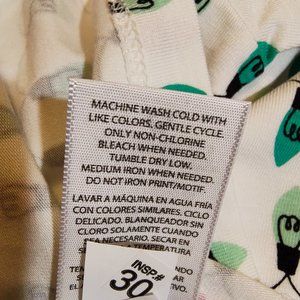 MACHINE WASH COLD WITH
LIKE COLORS, GENTLE CYCLE.
ONLY NON-CHLORINE
BLEACH WHEN NEEDED.
TUMBLE DRY LOW.
MEDIUM IRON WHEN NEEDED.
DO NOT IRON PRINT/MOTIF.
LAVAR A MÁQUINA EN AGUA FRÍA
CON COLORES SIMILARES, CICLO
DELICADO. BLANQUEADOR SIN
CLORO SOLAMENTE CUANDO
SEA NECESARIO. SECAR EN
TEMPERATURA
INSP#
30